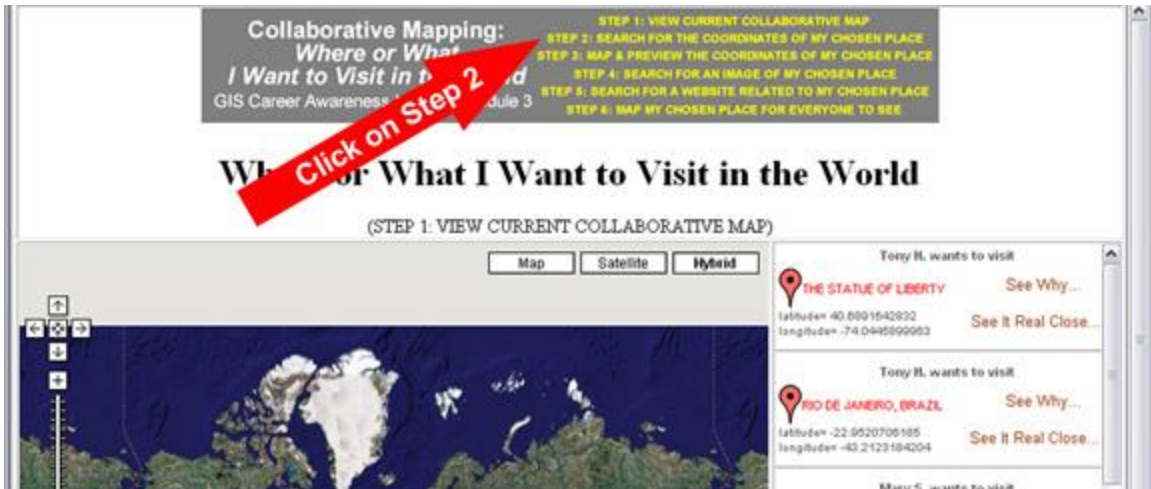 Collaborative Mapping:
Where or What
I Want to Visit in t d
GIS Career Awareness dule 3
STEP 1: VIEW CURRENT COLLABORATIVE MAP
STEP 2: SEARCH FOR THE COORDINATES OF MY CHOSEN PLACE
STEP 3: MAP & PREVIEW THE COORDINATES OF MY CHOSEN PLACE
STEP 4: SEARCH FOR AN IMAGE OF MY CHOSEN PLACE
STEP 5: SEARCH FOR A WEBSITE RELATED TO MY CHOSEN PLACE
STEP 6: MAP MY CHOSEN PLACE FOR EVERYONE TO SEE
Click on Step 2
Wh or What I Want to Visit in the World
(STEP 1: VIEW CURRENT COLLABORATIVE MAP)
Map Satellite Hybrid
Tony H. wants to visit
THE STATUE OF LIBERTY See Why...
latitude= 40.6891642832
longitude= -74.0445899963
See It Real Close...
Tony H. wants to visit
RIO DE JANEIRO, BRAZIL See Why...
latitude= -22.9520706185
longitude= -43.2123184204
See It Real Close...
Mary S. wants to visit